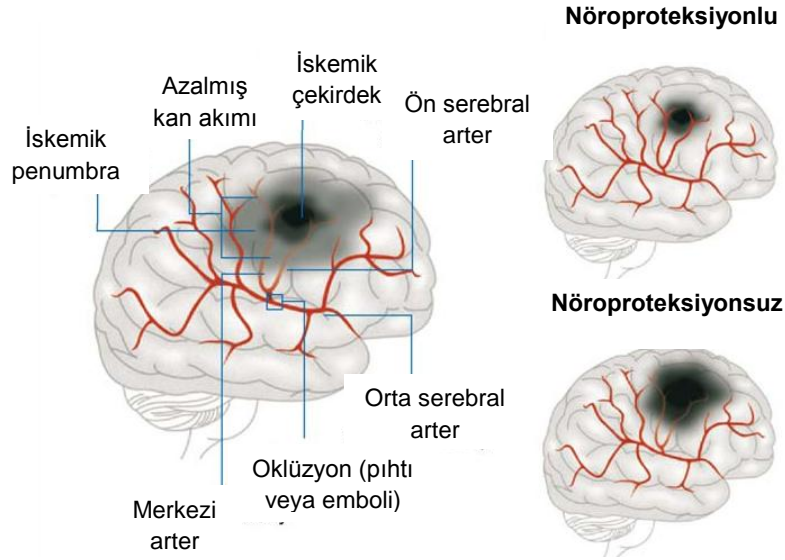 Nöroproteksiyonlu
İskemik
çekirdek
Azalmış
kan akımı
Ön serebral
arter
İskemik
penumbra
Nöroproteksiyonsuz
Orta serebral
arter
Oklüzyon (pıhtı
veya emboli)
Merkezi
arter